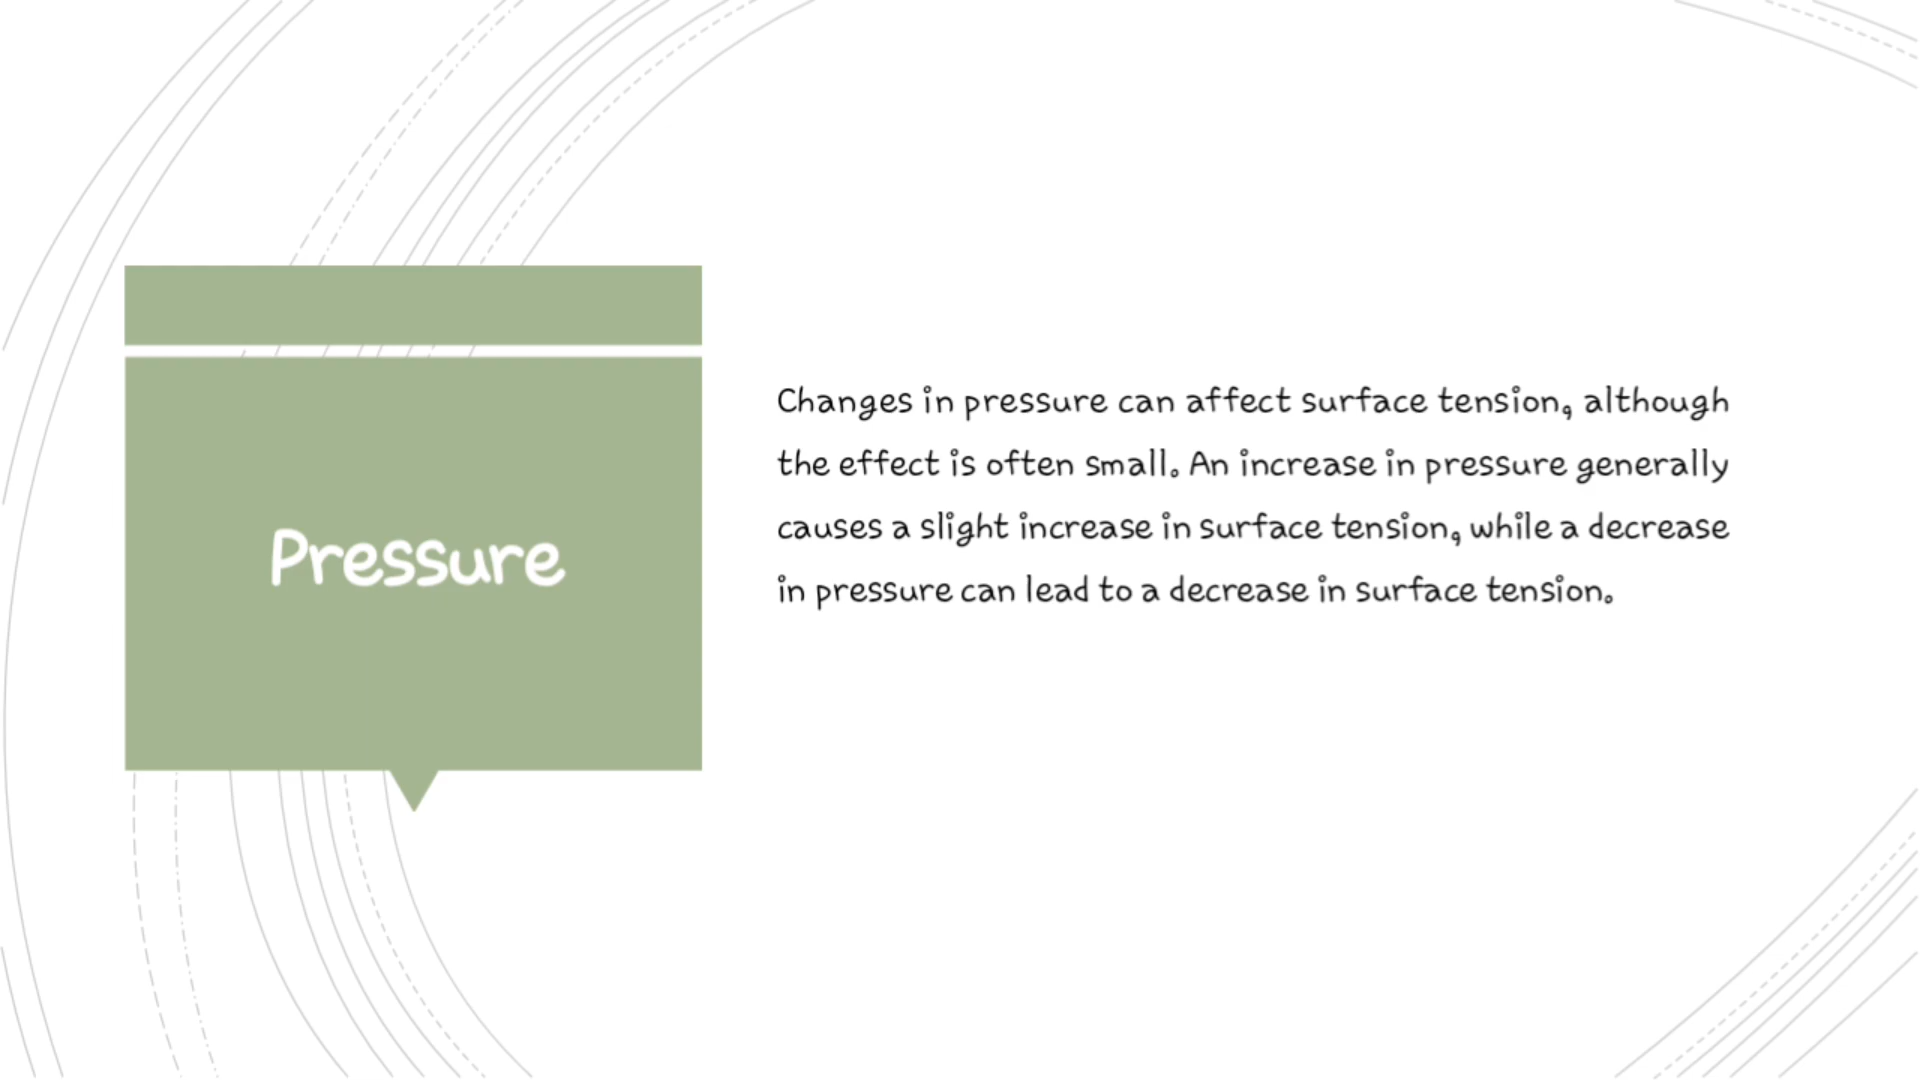 Pressure
Changes in pressure can affect surface tension, although
the effect is often small. An increase in pressure generally
causes a slight increase in surface tension, while a decrease
in pressure can lead to a decrease in surface tension.